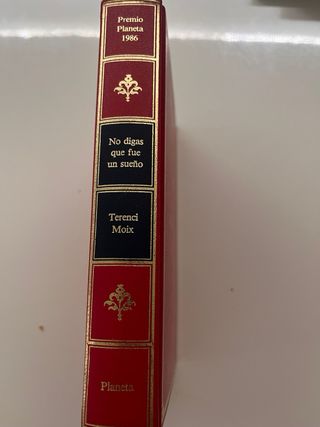 Premio
Planeta
1986
No digas
que fue
un sueño
Terenci
Moix
Planeta